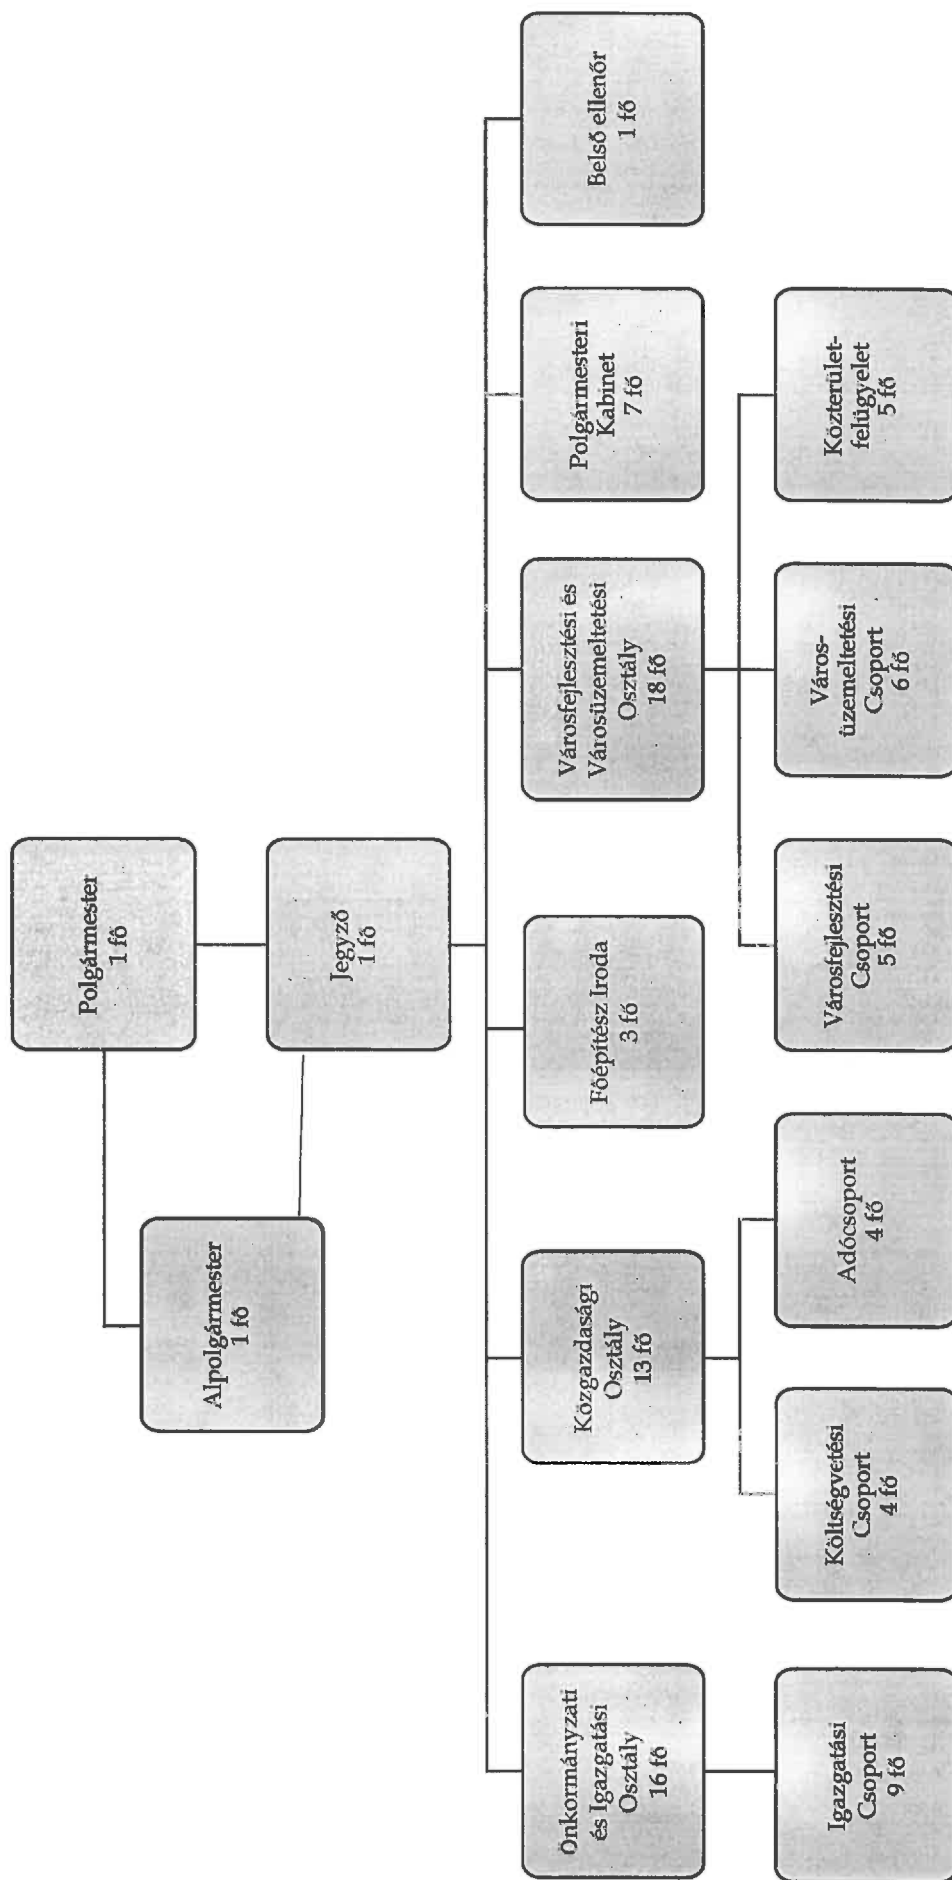 Polgármester
1 fő
Alpolgármester
1 fő
Jegyző
1 fő
Önkormányzati
és Igazgatási
Osztály
16 fő
Közgazdasági
Osztály
13 fő
Főépítész Iroda
3 fő
Városfejlesztési és
Városüzemeltetési
Osztály
18 fő
Polgármesteri
Kabinet
7 fő
Belső ellenőr
1 fő
Igazgatási
Csoport
9 fő
Költségvetési
Csoport
4 fő
Adócsoport
4 fő
Városfejlesztési
Csoport
5 fő
Város-
üzemeltetési
Csoport
6 fő
Közterület-
felügyelet
5 fő